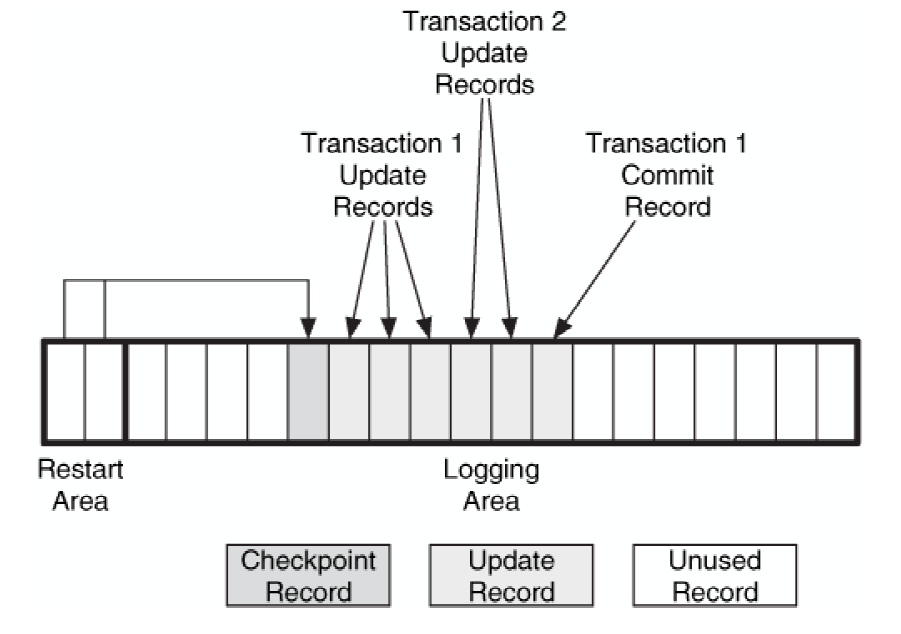 Transaction 2
Update
Records
Transaction 1
Update
Records
Transaction 1
Commit
Record
Restart
Area
Logging
Area
Checkpoint
Record
Update
Record
Unused
Record